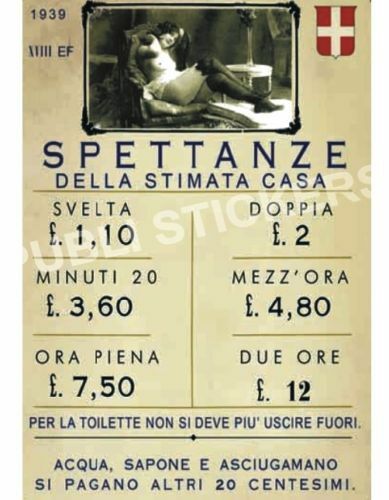 1939
XVIII EF
SPETTANZE
DELLA STIMATA CASA
SVELTA
£. 1,10
DOPPIA
£. 2
MINUTI 20
£. 3,60
MEZZ'ORA
£. 4,80
ORA PIENA
£. 7,50
DUE ORE
£. 12
PER LA TOILETTE NON SI DEVE PIU' USCIRE FUORI.
ACQUA, SAPONE E ASCIUGAMANO
SI PAGANO ALTRI 20 CENTESIMI.
PUBLI STICKERS